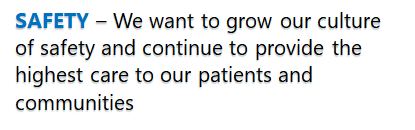 SAFETY – We want to grow our culture
of safety and continue to provide the
highest care to our patients and
communities